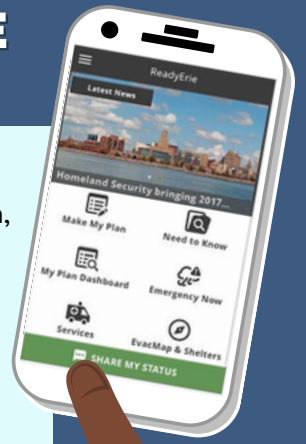 E
ReadyErie
Latest News
Homeland Security bringing 2017...
Make My Plan
Need to Know
My Plan Dashboard
Emergency Now
Services
EvacMap & Shelters
SHARE MY STATUS
,